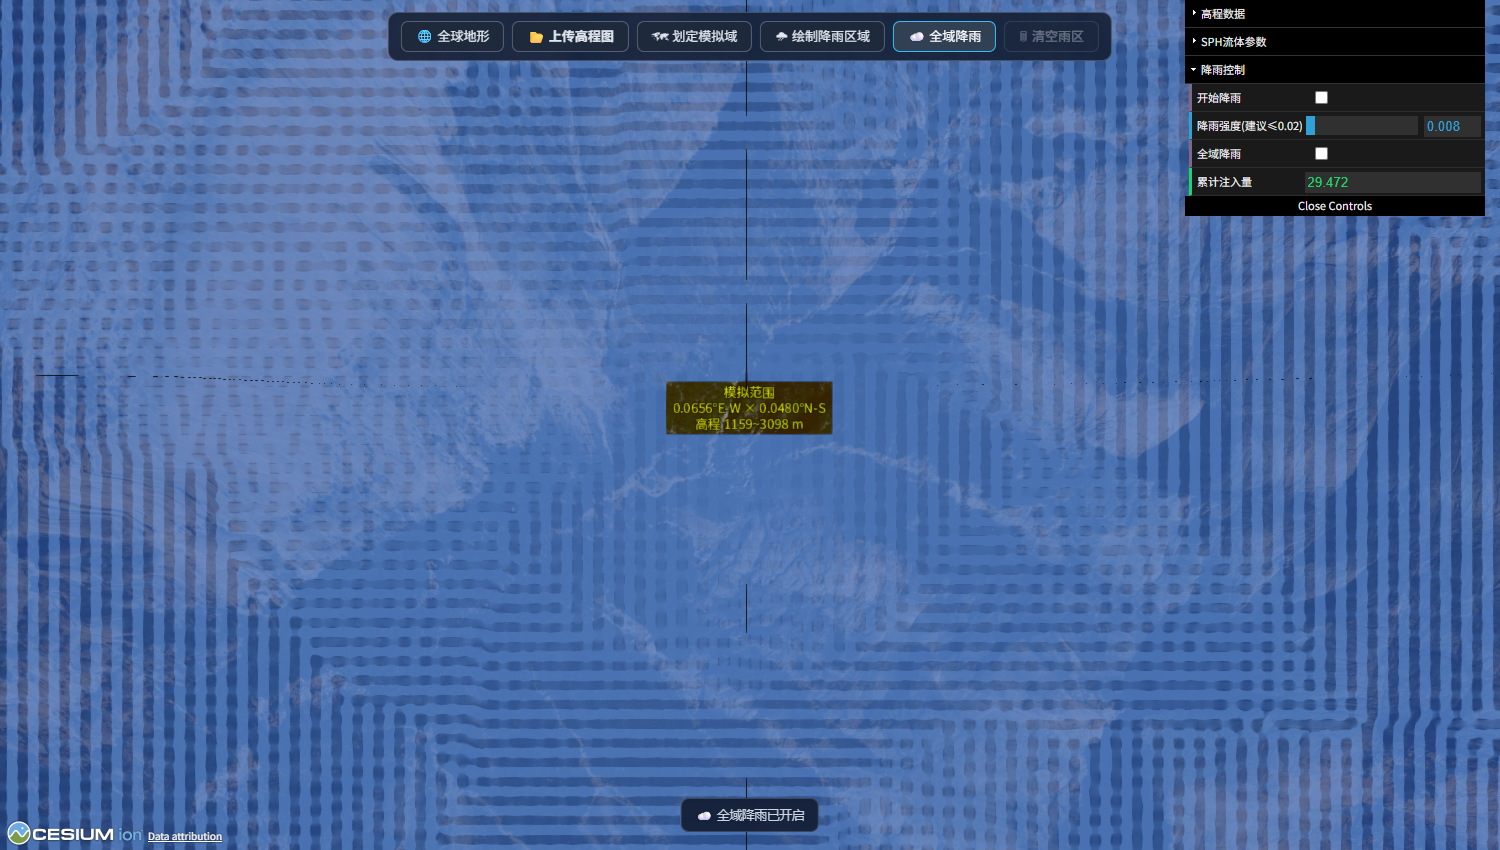 全球地形
上传高程图
划定模拟域
绘制降雨区域
全域降雨
清空雨区
高程数据
SPH流体参数
降雨控制
开始降雨
降雨强度(建议≤0.02) 0.008
全域降雨
累计注入量 29.472
Close Controls
模拟范围
0.0656°E-W × 0.0480°N-S
高程 1159~3098 m
全域降雨已开启
CESIUM ion Data attribution